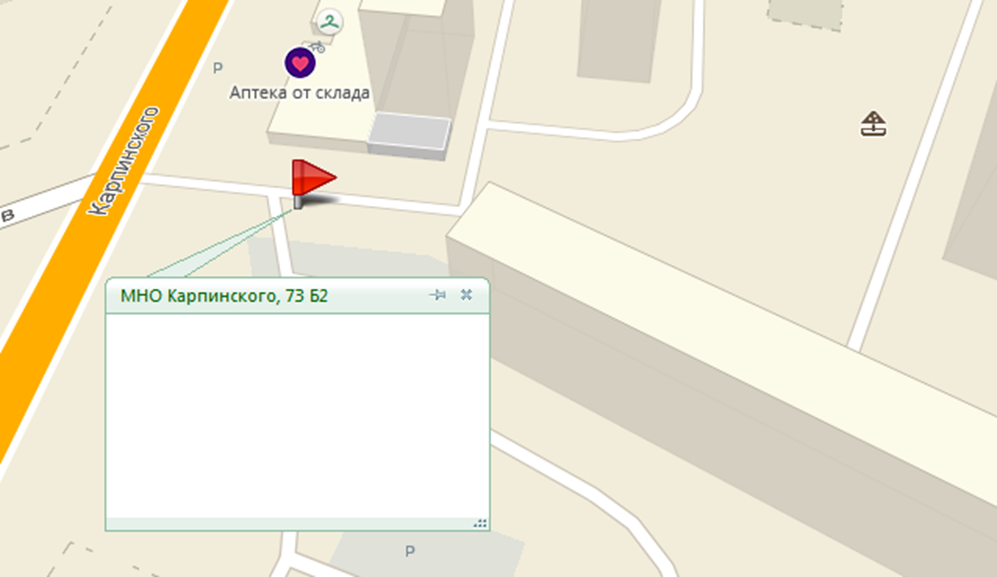 P
Аптека от склада
Карпинского
в
МНО Карпинского, 73 Б2
P